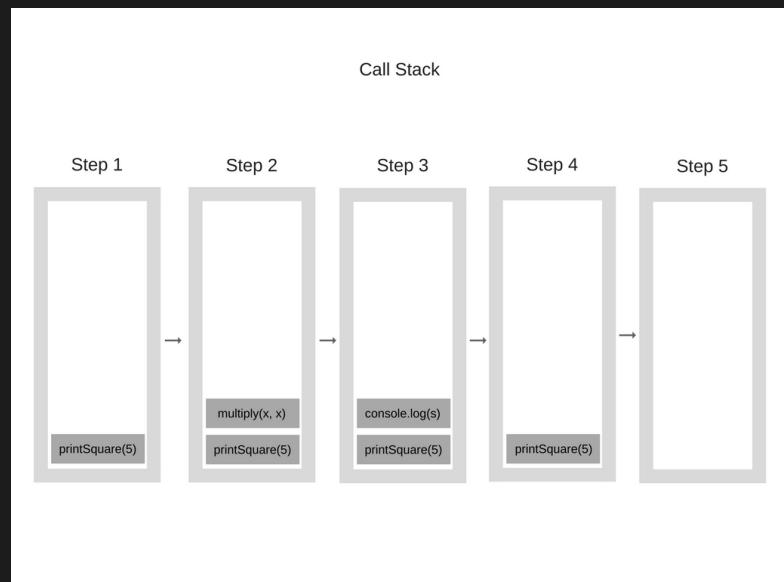 Call Stack
Step 1
Step 2
Step 3
Step 4
Step 5
printSquare(5)
multiply(x, x)
printSquare(5)
console.log(s)
printSquare(5)
printSquare(5)